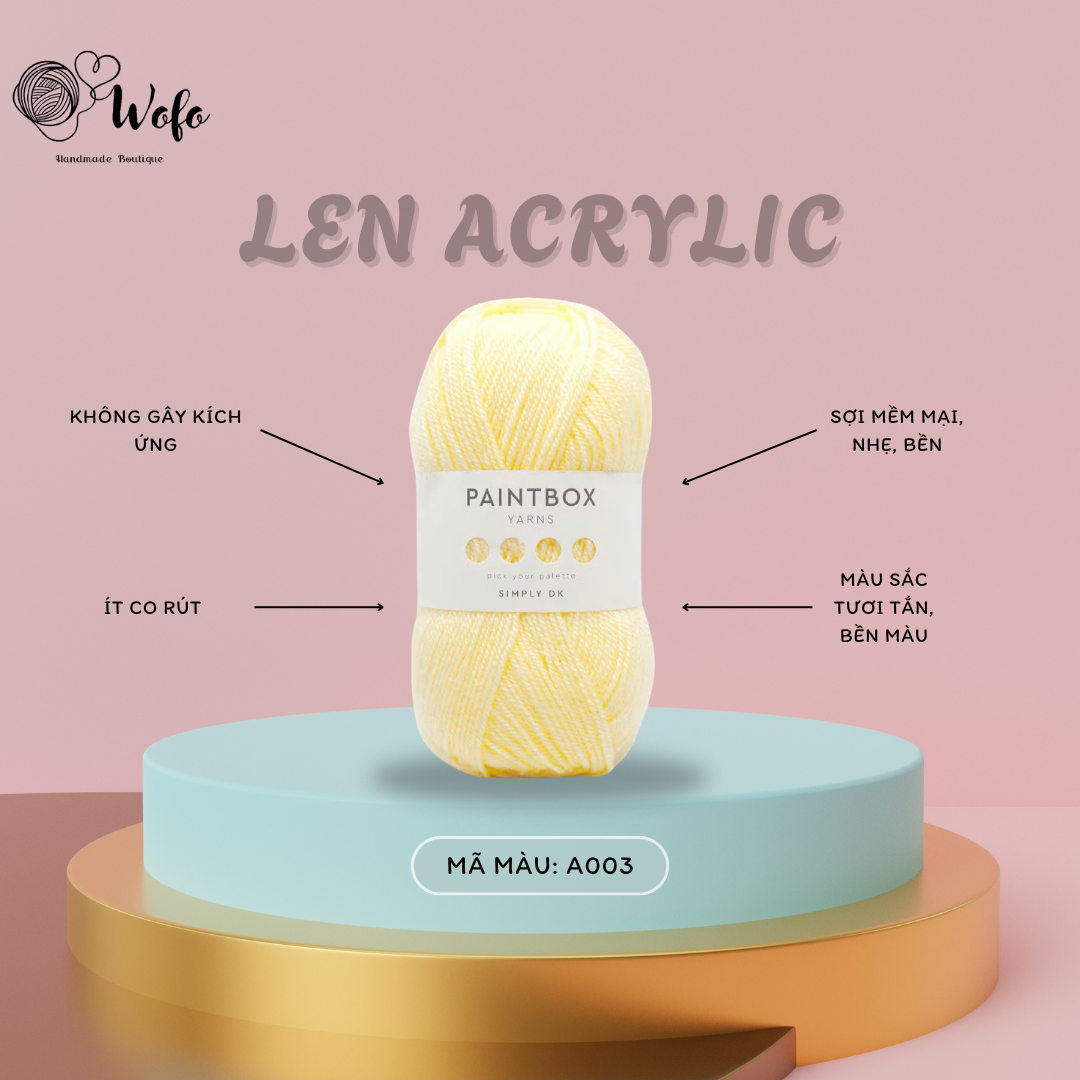 Wofo
Handmade Boutique
LEN ACRYLIC
KHÔNG GÂY KÍCH
ỨNG
SỢI MỀM MẠI,
NHẸ, BỀN
PAINTBOX
YARNS
pick your palette
SIMPLY DK
ÍT CO RÚT
MÀU SẮC
TƯƠI TẮN,
BỀN MÀU
MÃ MÀU: A003